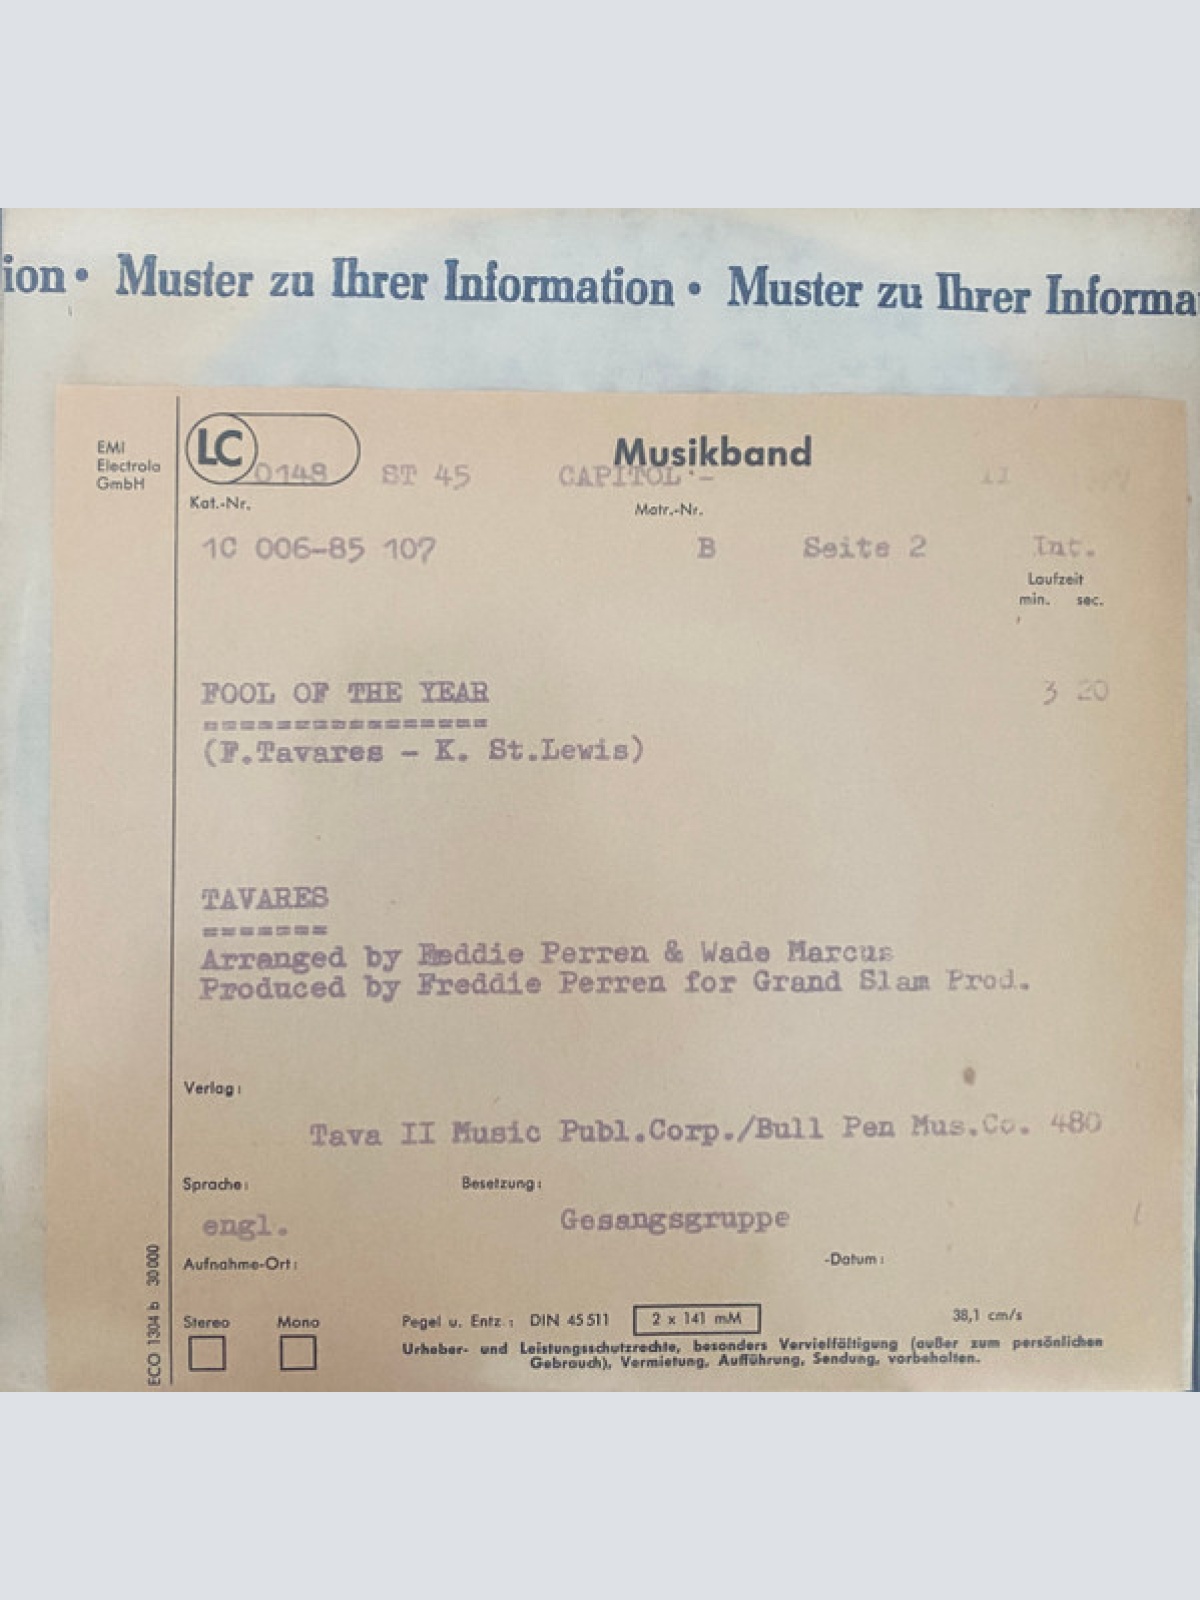 ion • Muster zu Ihrer Information • Muster zu Ihrer Informa
EMI
Electrola
GmbH
LC
Musikband
0148 ST 45 CAPITOL
Kat.-Nr.
Matr.-Nr.
1C 006-85 107 B Seite 2 Int.
Laufzeit
min. sec.
FOOL OF THE YEAR 3 20
================
(F.Tavares - K. St.Lewis)
TAVARES
=======
Arranged by Freddie Perren & Wade Marcus
Produced by Freddie Perren for Grand Slam Prod.
Verlag:
Tava II Music Publ.Corp./Bull Pen Mus.Co. 480
Sprache: Besetzung:
engl. Gesangsgruppe
Aufnahme-Ort: -Datum:
Stereo Mono Pegel u. Entz.: DIN 45511 2 x 141 mM 38,1 cm/s
Urheber- und Leistungsschutzrechte, besonders Vervielfältigung (außer zum persönlichen
Gebrauch), Vermietung, Aufführung, Sendung, vorbehalten.
ECO 1304 b 30000